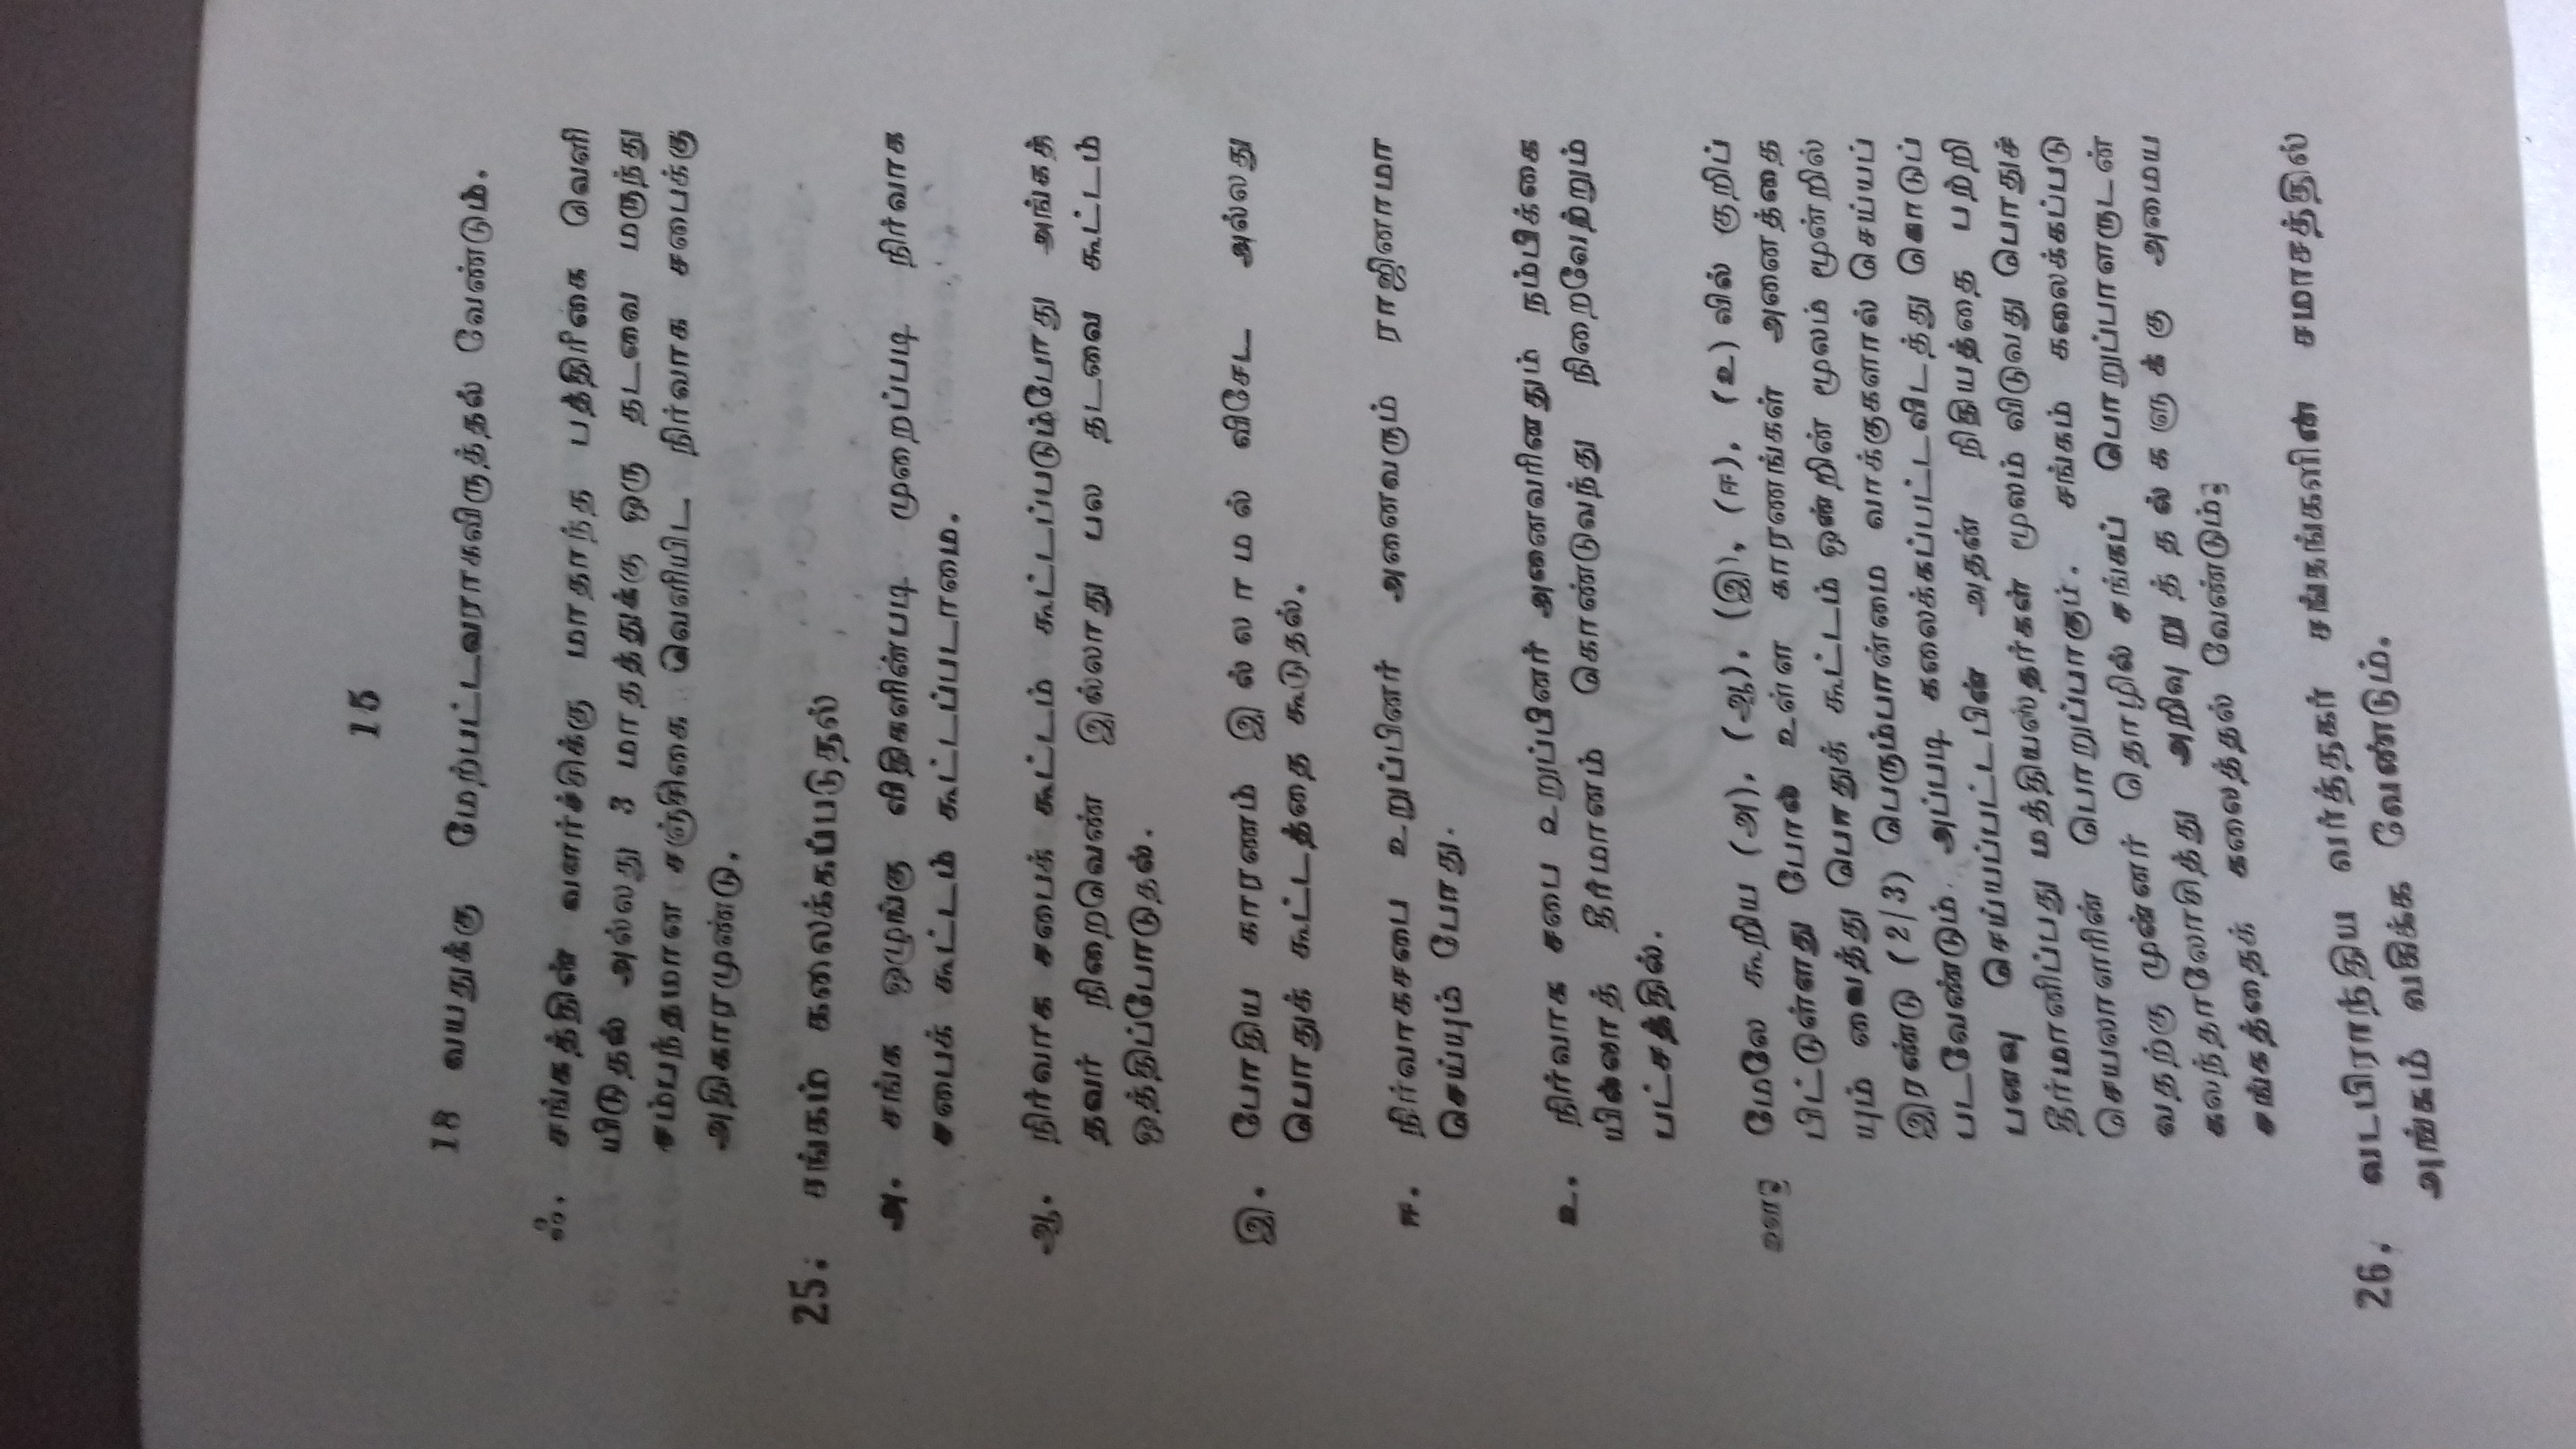 15
18 வயதுக்கு மேற்பட்டவராகவிருத்தல் வேண்டும்.
ஃ. சங்கத்தின் வளர்ச்சிக்கு மாதாந்த பத்திரிகை வெளி
யிடுதல் அல்லது 3 மாதத்துக்கு ஒரு தடவை மருந்து
சம்பந்தமான சஞ்சிகை வெளியிட நிர்வாக சபைக்கு
அதிகாரமுண்டு.
25. சங்கம் கலைக்கப்படுதல்
அ. சங்க ஒழுங்கு விதிகளின்படி முறைப்படி நிர்வாக
சபைக் கூட்டம் கூட்டப்படாமை.
ஆ. நிர்வாக சபைக் கூட்டம் கூட்டப்படும்போது அங்கத்
தவர் நிறைவெண் இல்லாது பல தடவை கூட்டம்
ஒத்திப்போடுதல்.
இ. போதிய காரணம் இல்லாமல் விசேட அல்லது
பொதுக் கூட்டத்தை கூடுதல்.
ஈ. நிர்வாகசபை உறுப்பினர் அனைவரும் ராஜினாமா
செய்யும் போது.
உ. நிர்வாக சபை உறுப்பினர் அனைவரினதும் நம்பிக்கை
யில்லாத் தீர்மானம் கொண்டுவந்து நிறைவேற்றும்
பட்சத்தில்.
ஊ. மேலே கூறிய (அ), (ஆ), (இ), (ஈ), (உ) வில் குறிப்
பிட்டுள்ளது போல் உள்ள காரணங்கள் அனைத்தை
யும் வைத்து பொதுக் கூட்டம் ஒன்றின் மூலம் மூன்றில்
இரண்டு (2/3) பெரும்பான்மை வாக்குகளால் செய்யப்
படவேண்டும். அப்படி கலைக்கப்பட்டவிடத்து கொடுப்
பனவு செய்யப்பட்டபின் அதன் நிதியத்தை பற்றி
தீர்மானிப்பது மத்தியஸ்தர்கள் மூலம் விடுவது பொதுச்
செயலாளரின் பொறுப்பாகும். சங்கம் கலைக்கப்படு
வதற்கு முன்னர் தொழில் சங்கப் பொறுப்பாளருடன்
கலந்தாலோசித்து அறிவுறுத்தல்களுக்கு அமைய
சங்கத்தைக் கலைத்தல் வேண்டும்.
26. வடபிராந்திய வர்த்தகர் சங்கங்களின் சமாசத்தில்
அங்கம் வகிக்க வேண்டும்.